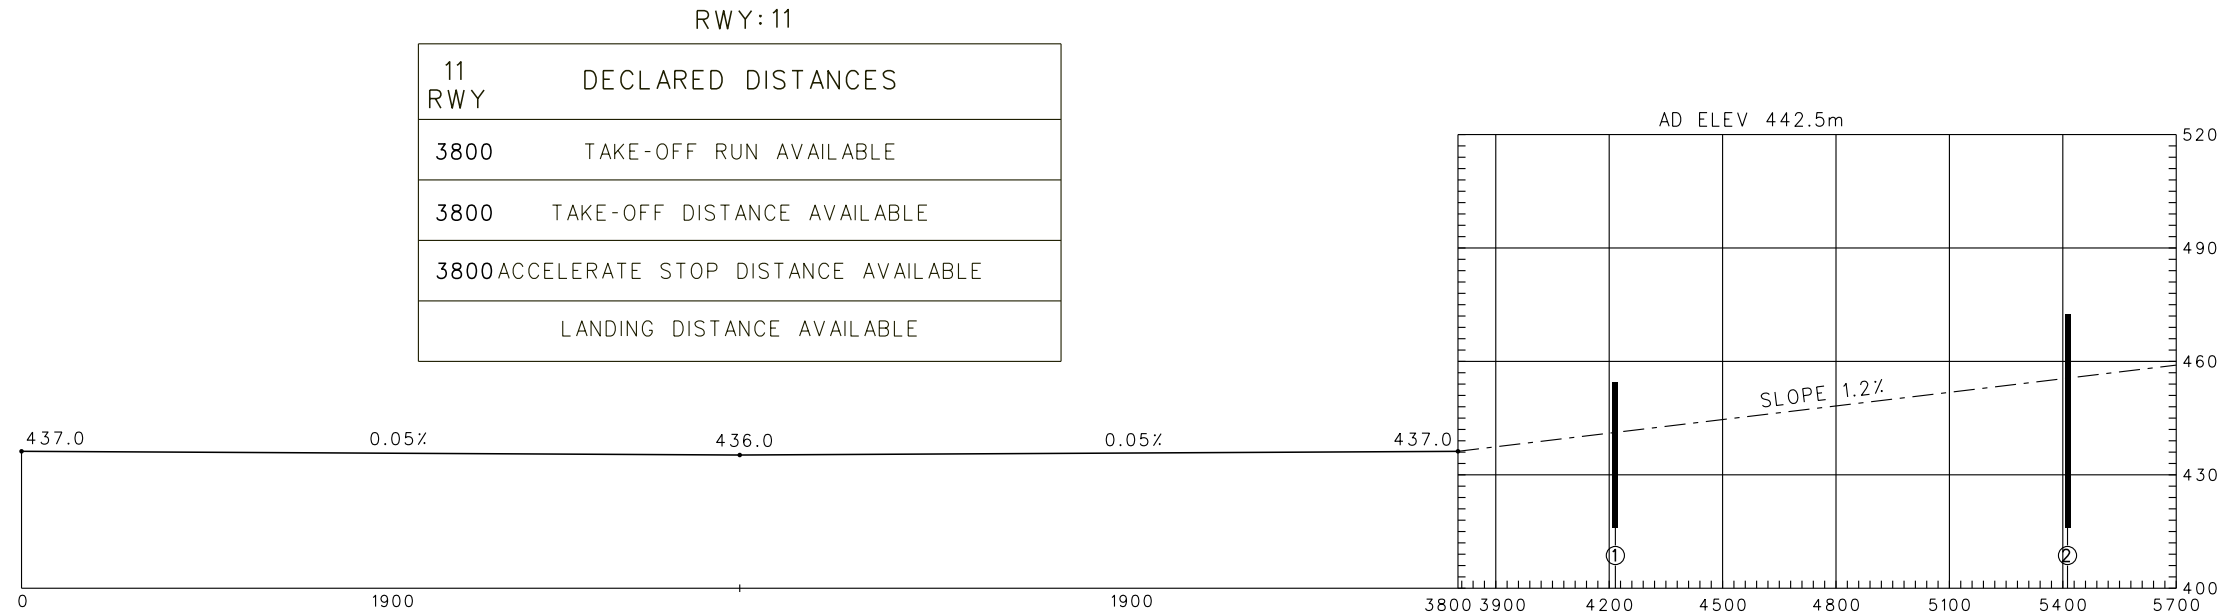 RWY: 11
11
RWY
DECLARED DISTANCES
3800 TAKE-OFF RUN AVAILABLE
3800 TAKE-OFF DISTANCE AVAILABLE
3800 ACCELERATE STOP DISTANCE AVAILABLE
LANDING DISTANCE AVAILABLE
AD ELEV 442.5m
520
490
460
430
400
SLOPE 1.2%
437.0 0.05% 436.0 0.05% 437.0
1 2
0 1900 1900 3800 3900 4200 4500 4800 5100 5400 5700